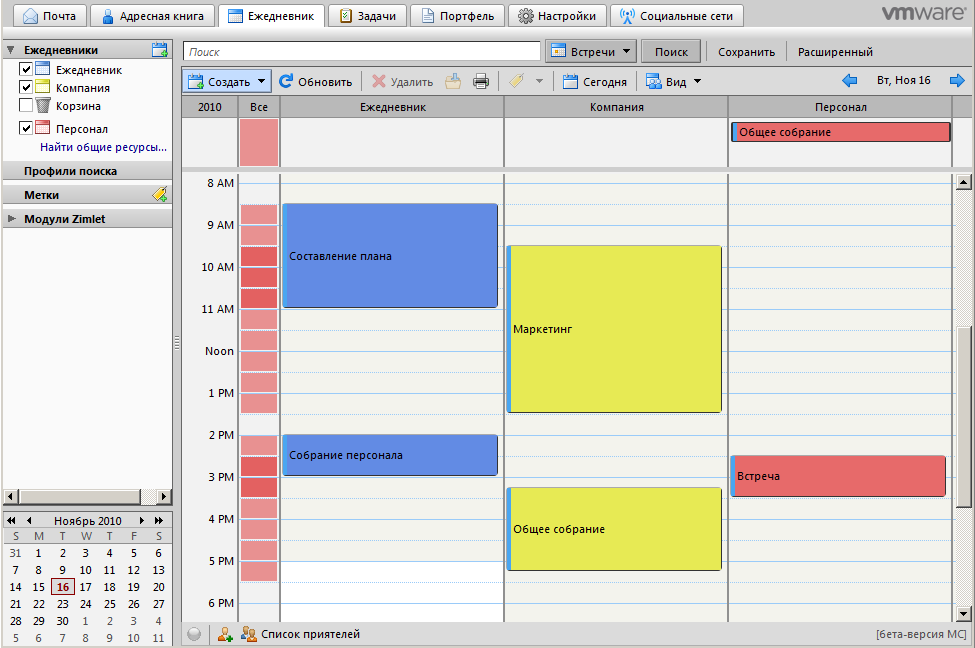 Почта Адресная книга Ежедневник Задачи Портфель Настройки Социальные сети vmware®
Ежедневники
Ежедневник
Компания
Корзина
Персонал
Найти общие ресурсы...
Профили поиска
Метки
Модули Zimlet
Поиск Встречи Поиск Сохранить Расширенный
Создать Обновить Удалить Сегодня Вид Вт, Ноя 16
2010 Все Ежедневник Компания Персонал
Общее собрание
8 AM
9 AM
Составление плана
10 AM
11 AM
Маркетинг
Noon
1 PM
2 PM
Собрание персонала
3 PM
Встреча
4 PM
Общее собрание
5 PM
6 PM
Ноябрь 2010
S M T W T F S
31 1 2 3 4 5 6
7 8 9 10 11 12 13
14 15 16 17 18 19 20
21 22 23 24 25 26 27
28 29 30 1 2 3 4
5 6 7 8 9 10 11
Список приятелей [бета-версия МС]